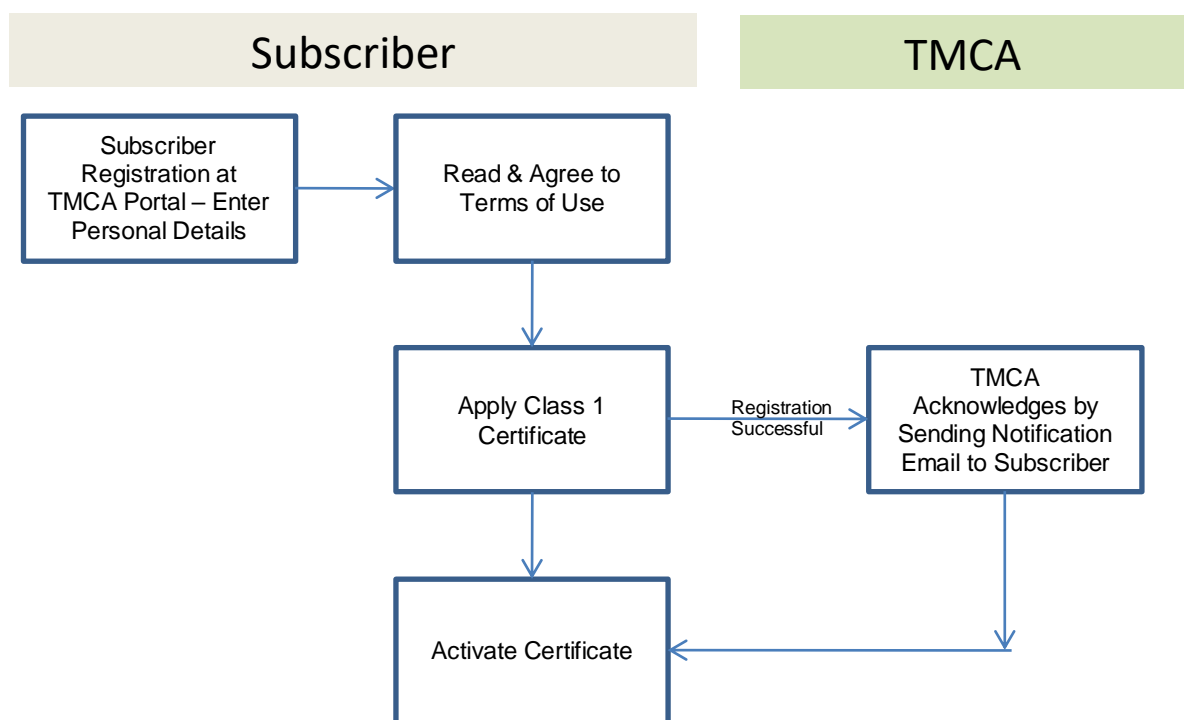 Subscriber
TMCA
Subscriber
Registration at
TMCA Portal – Enter
Personal Details
Read & Agree to
Terms of Use
Apply Class 1
Certificate
Registration
Successful
TMCA
Acknowledges by
Sending Notification
Email to Subscriber
Activate Certificate